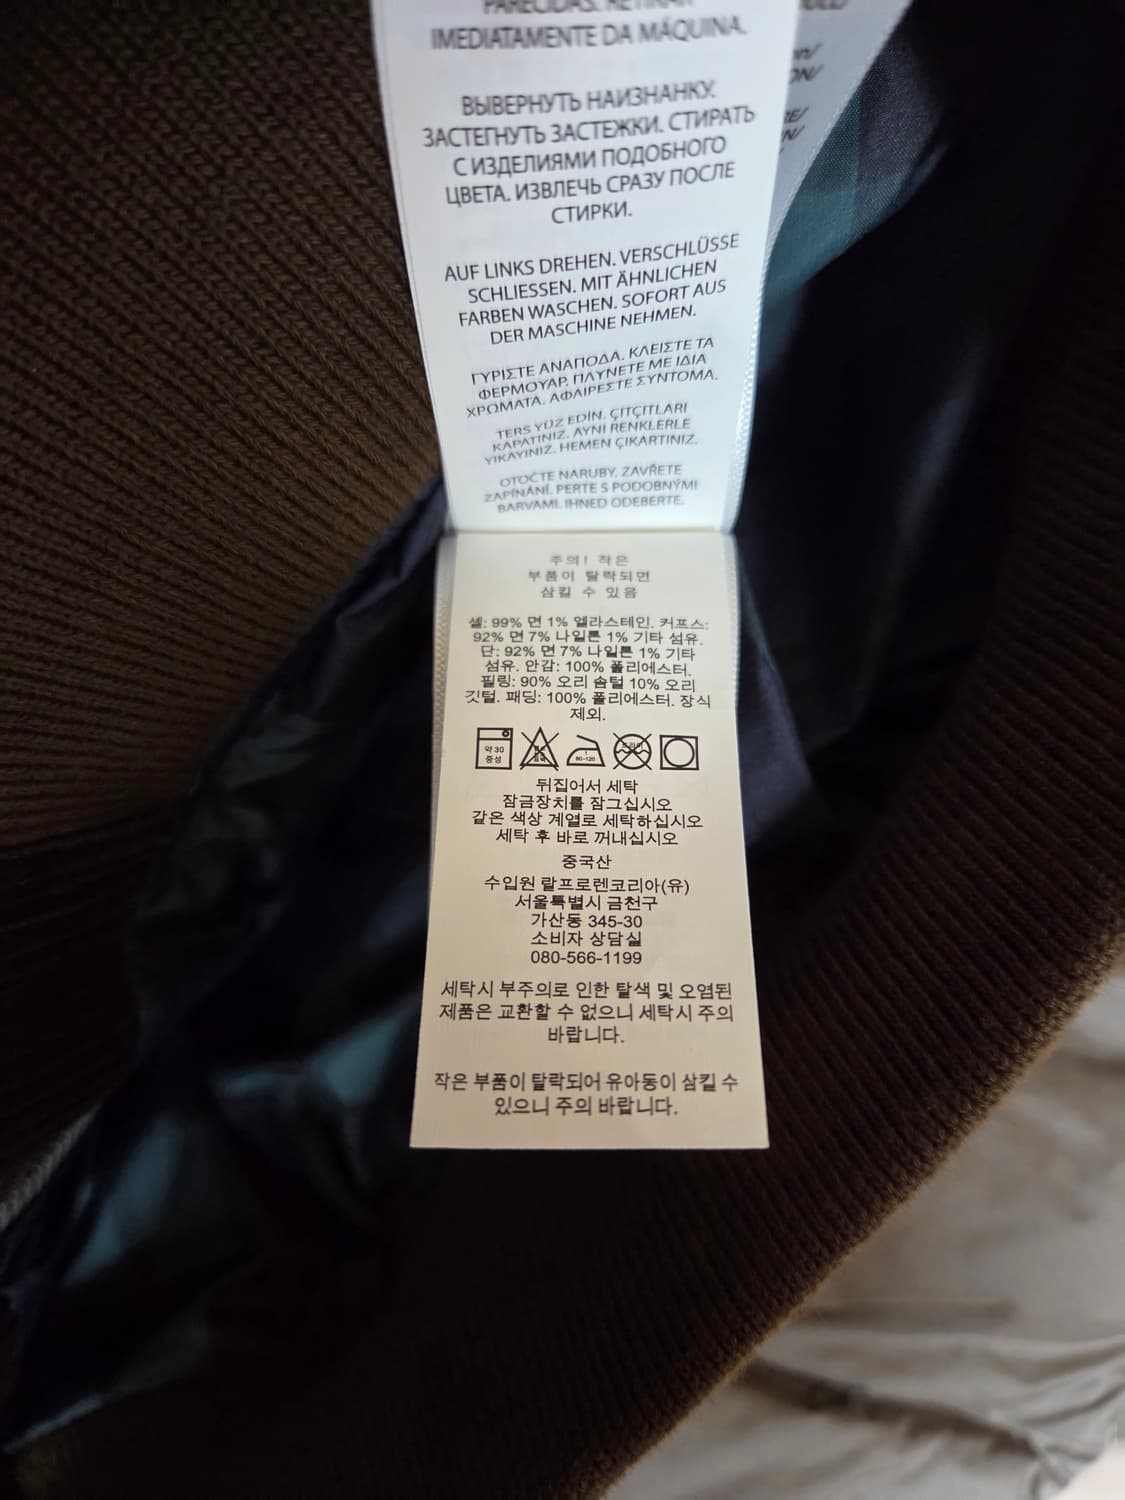 PARECIDAS. RETIRAR
IMEDIATAMENTE DA MÁQUINA.
ВЫВЕРНУТЬ НАИЗНАНКУ.
ЗАСТЕГНУТЬ ЗАСТЕЖКИ. СТИРАТЬ
С ИЗДЕЛИЯМИ ПОДОБНОГО
ЦВЕТА. ИЗВЛЕЧЬ СРАЗУ ПОСЛЕ
СТИРКИ.
AUF LINKS DREHEN. VERSCHLÜSSE
SCHLIESSEN. MIT ÄHNLICHEN
FARBEN WASCHEN. SOFORT AUS
DER MASCHINE NEHMEN.
ΓΥΡΙΣΤΕ ΑΝΑΠΟΔΑ. ΚΛΕΙΣΤΕ ΤΑ
ΦΕΡΜΟΥΑΡ. ΠΛΥΝΕΤΕ ΜΕ ΙΔΙΑ
ΧΡΩΜΑΤΑ. ΑΦΑΙΡΕΣΤΕ ΣΥΝΤΟΜΑ.
TERS YÜZ EDİN. ÇITÇITLARI
KAPATINIZ. AYNI RENKLERLE
YIKAYINIZ. HEMEN ÇIKARTINIZ.
OTOČTE NARUBY. ZAVŘETE
ZAPÍNÁNÍ. PERTE S PODOBNÝMI
BARVAMI. IHNED ODEBERTE.
주의! 작은
부품이 탈락되면
삼킬 수 있음
셸: 99% 면 1% 엘라스테인. 커프스:
92% 면 7% 나일론 1% 기타 섬유.
단: 92% 면 7% 나일론 1% 기타
섬유. 안감: 100% 폴리에스터.
필링: 90% 오리 솜털 10% 오리
깃털. 패딩: 100% 폴리에스터. 장식
제외.
약 30
중성
80-120
뒤집어서 세탁
잠금장치를 잠그십시오
같은 색상 계열로 세탁하십시오
세탁 후 바로 꺼내십시오
중국산
수입원 랄프로렌코리아(유)
서울특별시 금천구
가산동 345-30
소비자 상담실
080-566-1199
세탁시 부주의로 인한 탈색 및 오염된
제품은 교환할 수 없으니 세탁시 주의
바랍니다.
작은 부품이 탈락되어 유아동이 삼킬 수
있으니 주의 바랍니다.